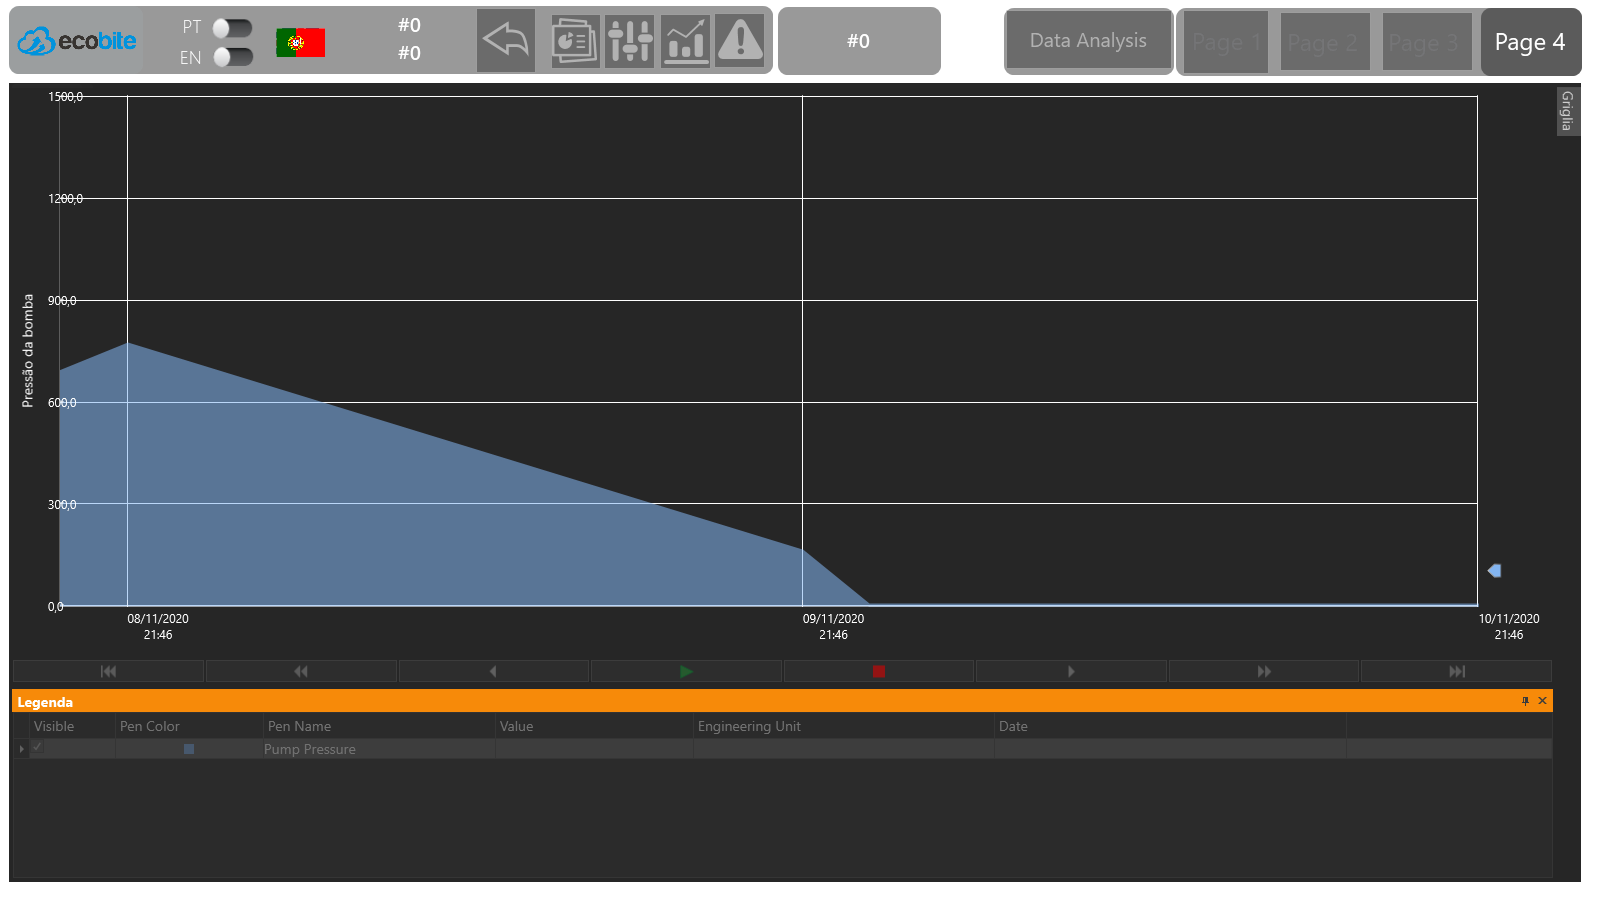 ecobite
PT
EN
#0
#0
#0
Data Analysis
Page 1
Page 2
Page 3
Page 4
Griglia
1500,0
1200,0
900,0
600,0
300,0
0,0
Pressão da bomba
08/11/2020
21:46
09/11/2020
21:46
10/11/2020
21:46
Legenda
Visible Pen Color Pen Name Value Engineering Unit Date
Pump Pressure